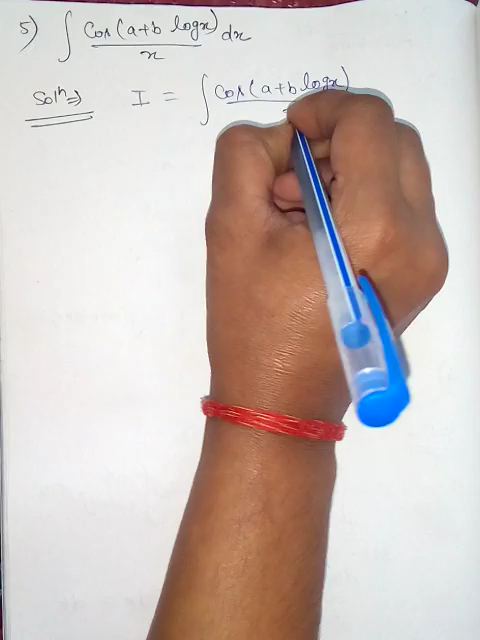 5) ∫ Cos (a+b logx) dx
x
Solⁿ⇒ I = ∫ Cos (a+b logx)